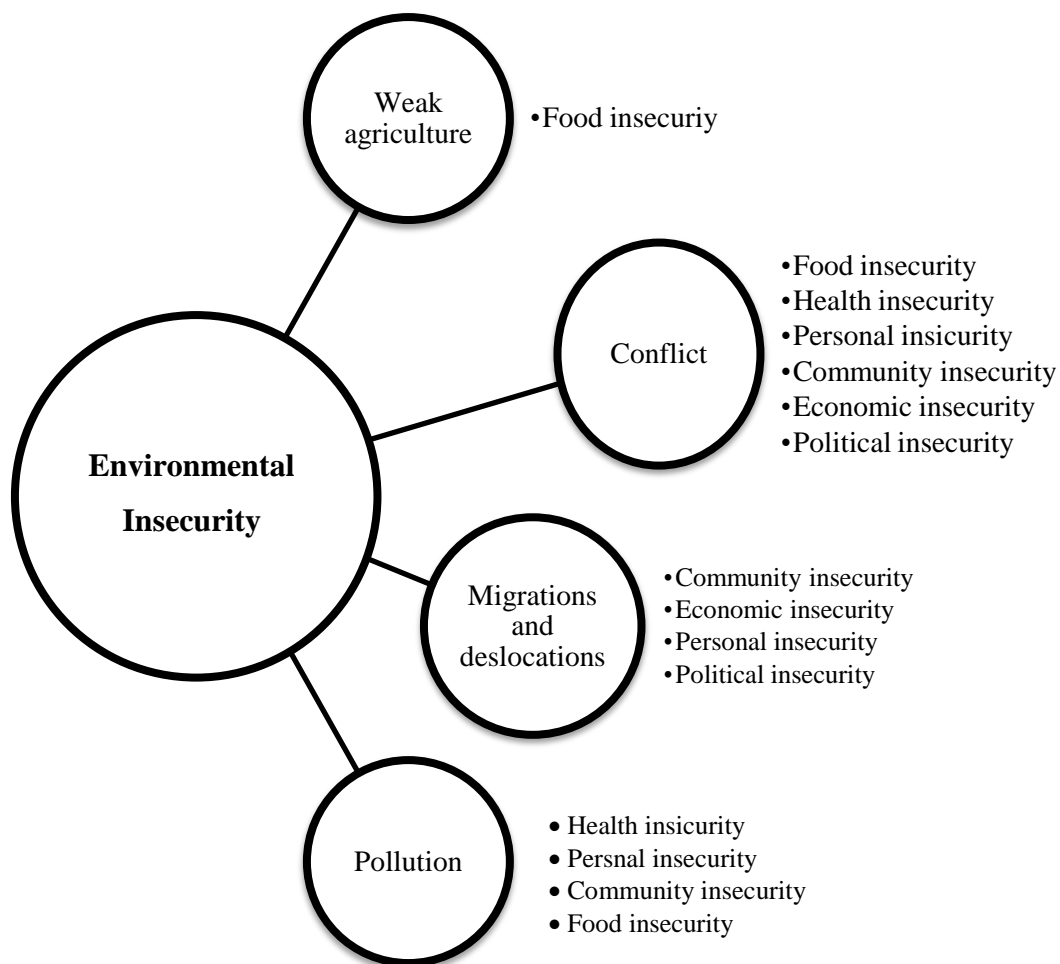 Weak
agriculture
•Food insecuriy
Conflict
•Food insecurity
•Health insecurity
•Personal insicurity
•Community insecurity
•Economic insecurity
•Political insecurity
Environmental
Insecurity
Migrations
and
deslocations
•Community insecurity
•Economic insecurity
•Personal insecurity
•Political insecurity
Pollution
• Health insicurity
• Persnal insecurity
• Community insecurity
• Food insecurity